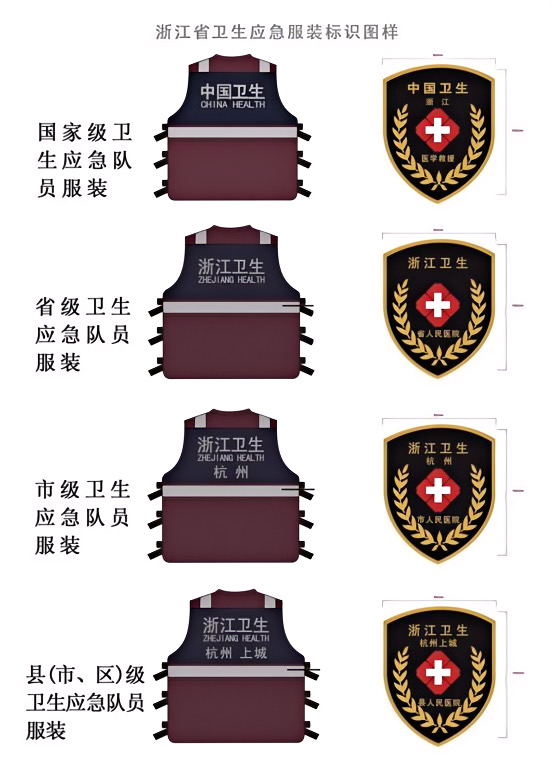 浙江省卫生应急服装标识图样
国家级卫
生应急队
员服装
中国卫生
CHINA HEALTH
中国卫生
浙 江
医学救援
省级卫生
应急队员
服装
浙江卫生
ZHEJIANG HEALTH
浙江卫生
省人民医院
市级卫生
应急队员
服装
浙江卫生
ZHEJIANG HEALTH
杭 州
浙江卫生
杭 州
市人民医院
县(市、区)级
卫生应急队员
服装
浙江卫生
ZHEJIANG HEALTH
杭州 上城
浙江卫生
杭州上城
县人民医院